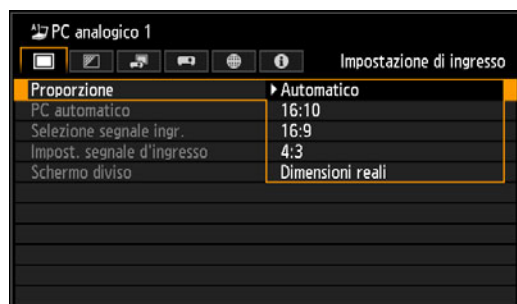 PC analogico 1
Impostazione di ingresso
Proporzione
Automatico
PC automatico
16:10
Selezione segnale ingr.
16:9
Impost. segnale d'ingresso
4:3
Schermo diviso
Dimensioni reali